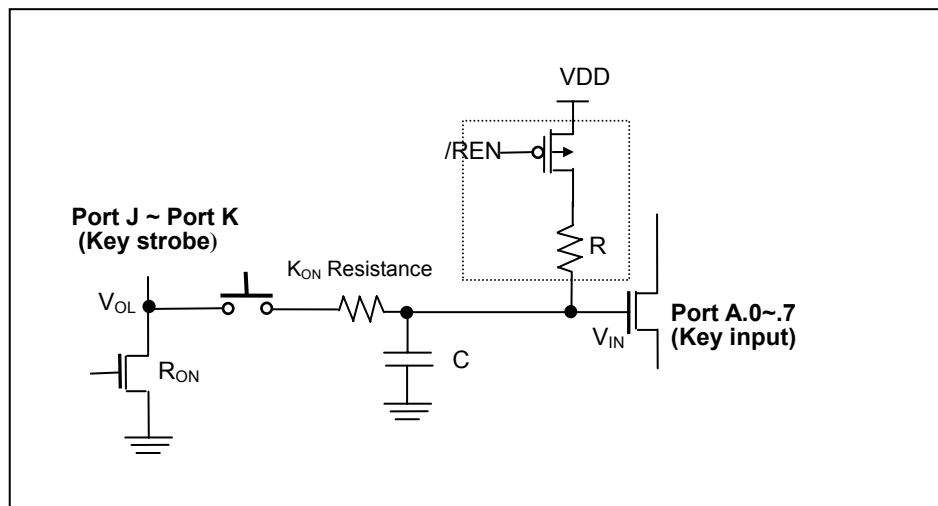 VDD
/REN
Port J ~ Port K
(Key strobe)
R
KON Resistance
VOL
VIN
Port A.0~.7
(Key input)
RON
C